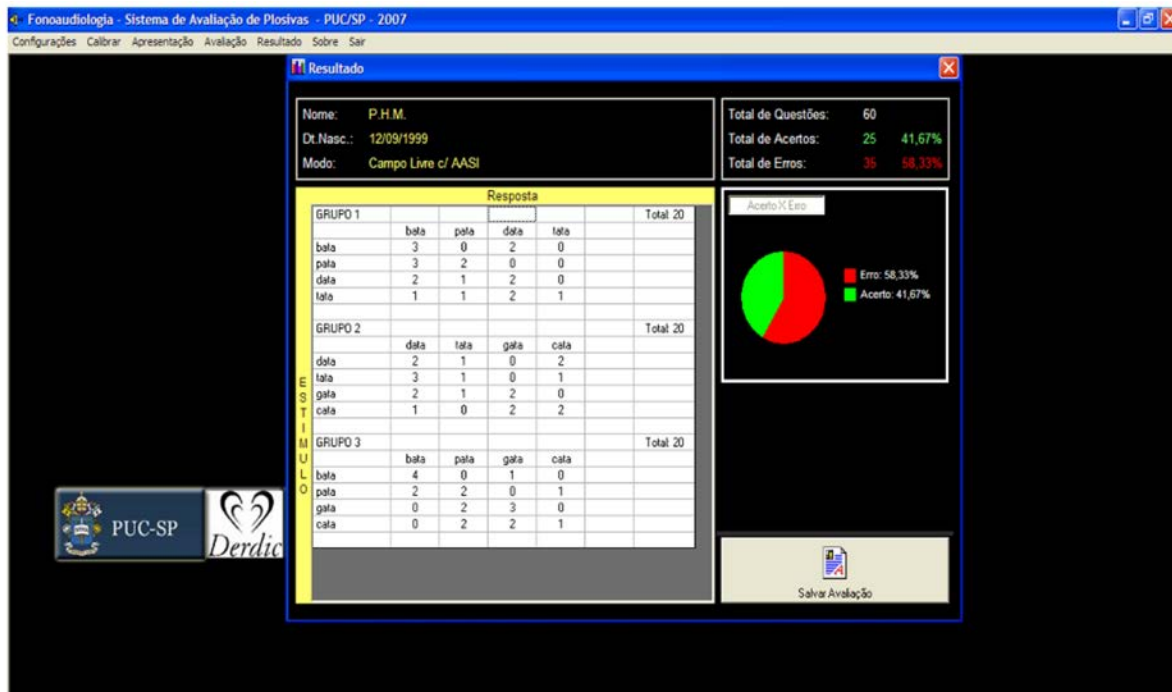 Fonoaudiologia - Sistema de Avaliação de Plosivas - PUC/SP - 2007
Configurações Calibrar Apresentação Avaliação Resultado Sobre Sair
Resultado
Nome: P.H.M.
Dt.Nasc.: 12/09/1999
Modo: Campo Livre c/ AASI
Total de Questões: 60
Total de Acertos: 25 41,67%
Total de Erros: 35 58,33%
Resposta
ESTIMULO
GRUPO 1 Total: 20
bata pata data tata
bata 3 0 2 0
pata 3 2 0 0
data 2 1 2 0
tata 1 1 2 1
GRUPO 2 Total: 20
data tata gata cata
data 2 1 0 2
tata 3 1 0 1
gata 2 1 2 0
cata 1 0 2 2
GRUPO 3 Total: 20
bata pata gata cata
bata 4 0 1 0
pata 2 2 0 1
gata 0 2 3 0
cata 0 2 2 1
Acerto X Erro
Erro: 58,33%
Acerto: 41,67%
Salvar Avaliação
PUC-SP
Derdic